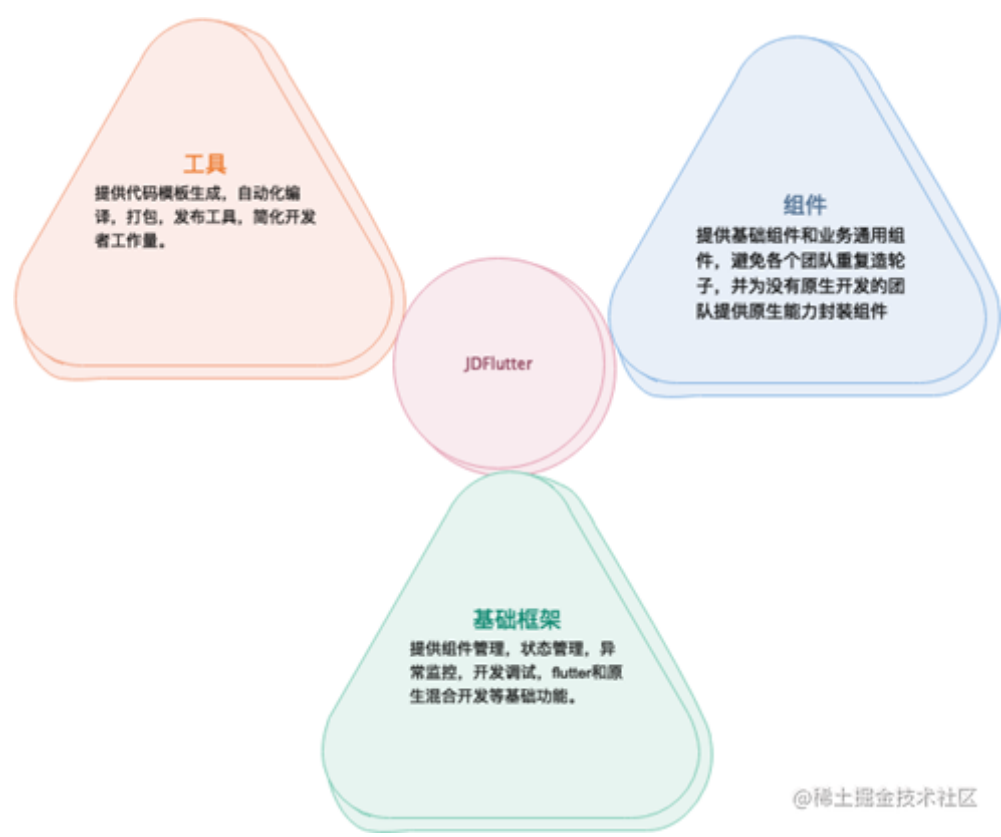 工具
提供代码模板生成，自动化编
译，打包，发布工具，简化开发
者工作量。
组件
提供基础组件和业务通用组
件，避免各个团队重复造轮
子，并为没有原生开发的团
队提供原生能力封装组件
JDFlutter
基础框架
提供组件管理，状态管理，异
常监控，开发调试，flutter和原
生混合开发等基础功能。
@稀土掘金技术社区